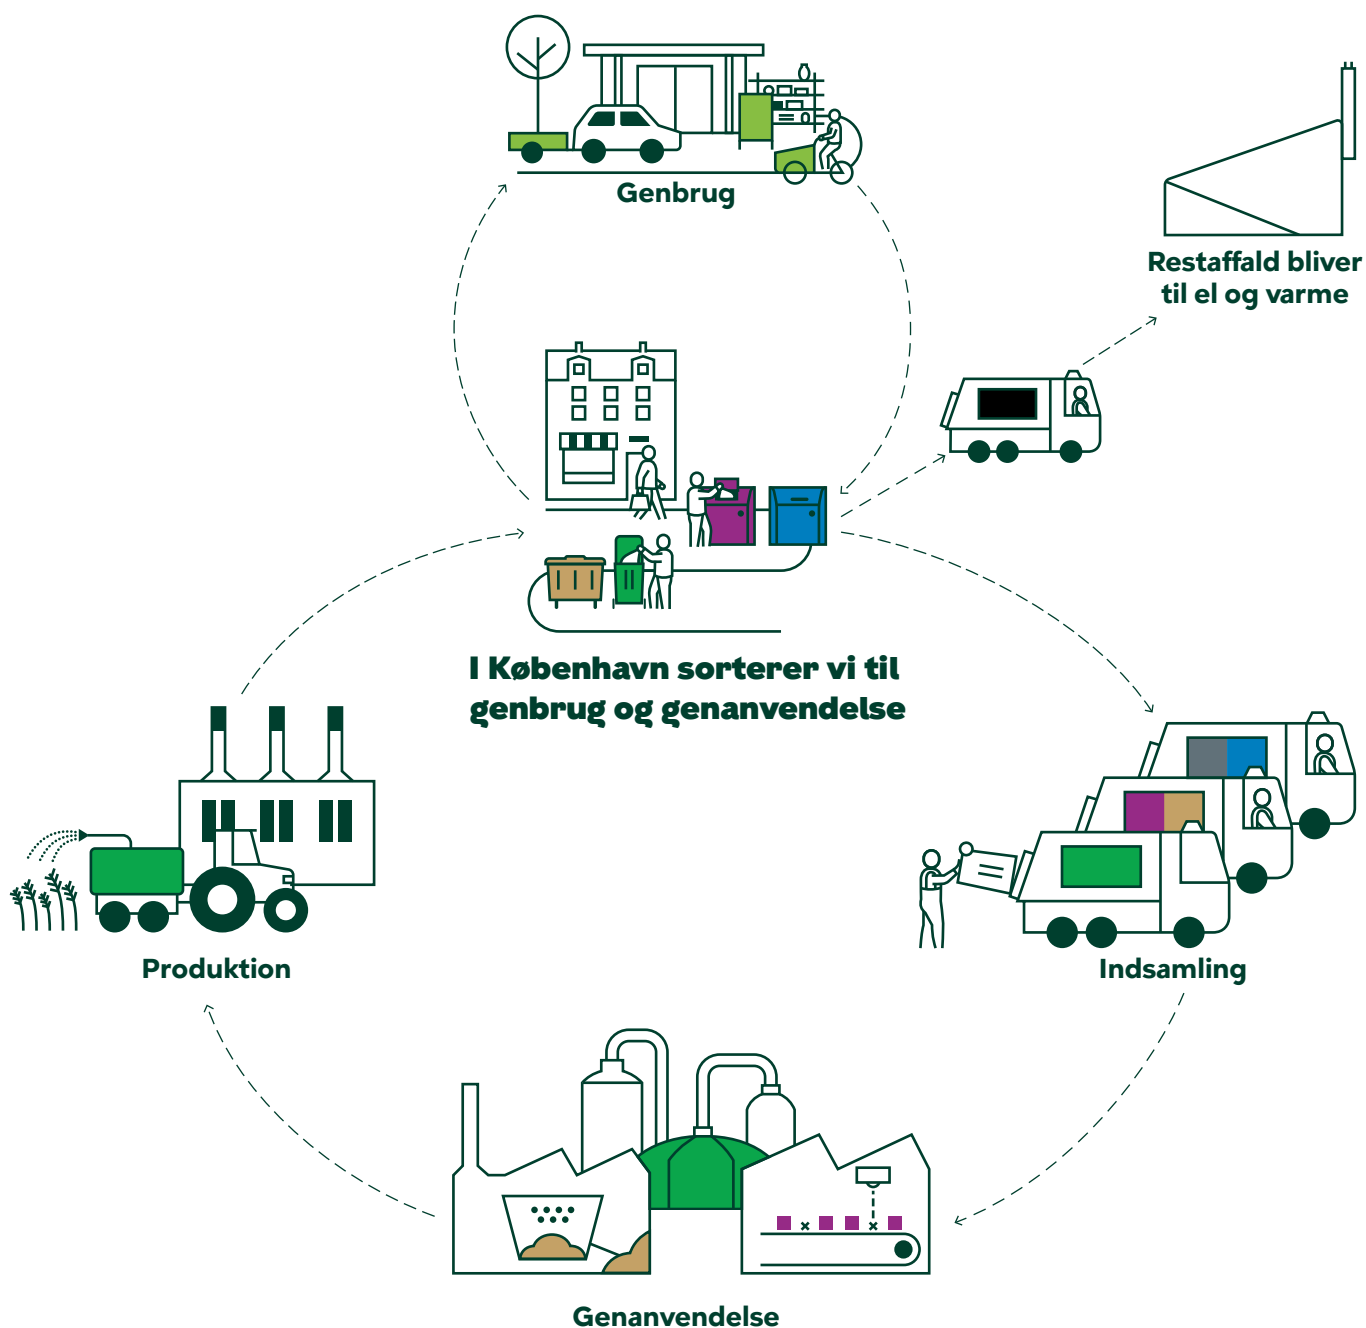 Genbrug
Restaffald bliver
til el og varme
I København sorterer vi til
genbrug og genanvendelse
Produktion
Indsamling
Genanvendelse